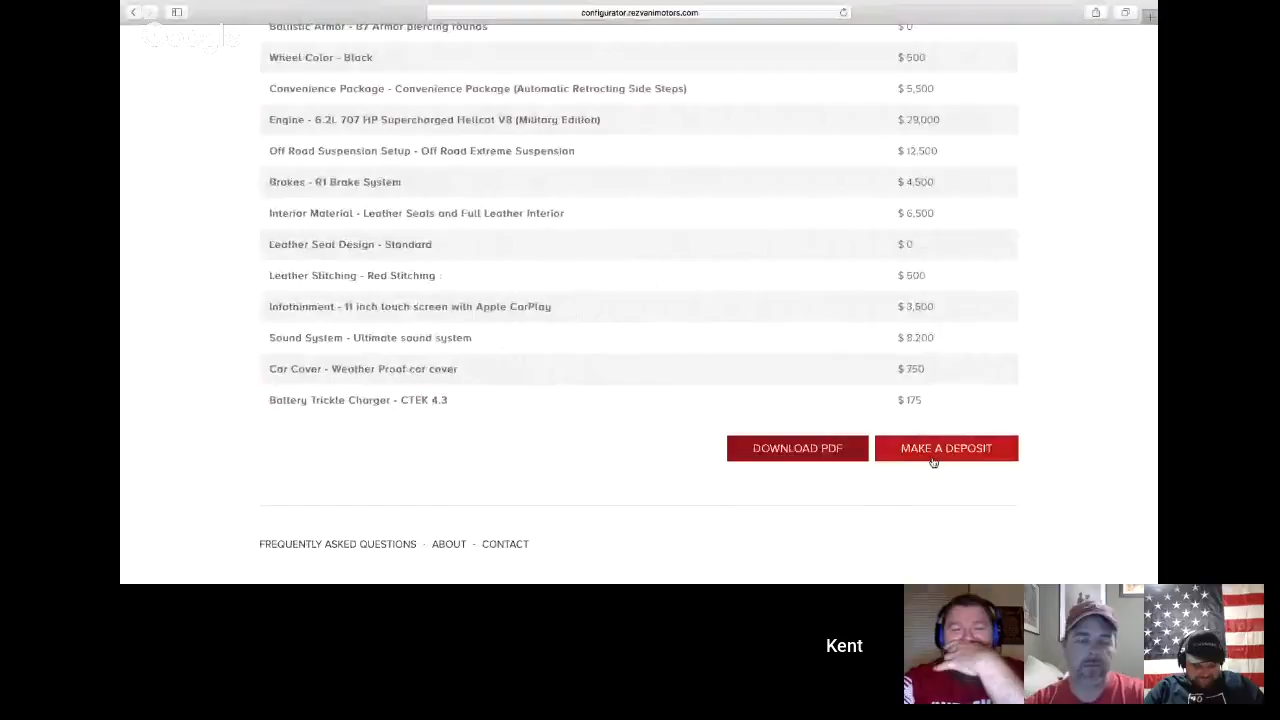 configurator.rezvanimotors.com
Google
Ballistic Armor - B7 Armor piercing rounds $ 0
Wheel Color - Black $ 500
Convenience Package - Convenience Package (Automatic Retracting Side Steps) $ 5,500
Engine - 6.2L 707 HP Supercharged Hellcat V8 (Military Edition) $ 29,000
Off Road Suspension Setup - Off Road Extreme Suspension $ 12,500
Brakes - R1 Brake System $ 4,500
Interior Material - Leather Seats and Full Leather Interior $ 6,500
Leather Seat Design - Standard $ 0
Leather Stitching - Red Stitching $ 500
Infotainment - 11 inch touch screen with Apple CarPlay $ 3,500
Sound System - Ultimate sound system $ 8,200
Car Cover - Weather Proof car cover $ 750
Battery Trickle Charger - CTEK 4.3 $ 175
DOWNLOAD PDF MAKE A DEPOSIT
FREQUENTLY ASKED QUESTIONS - ABOUT - CONTACT
Kent